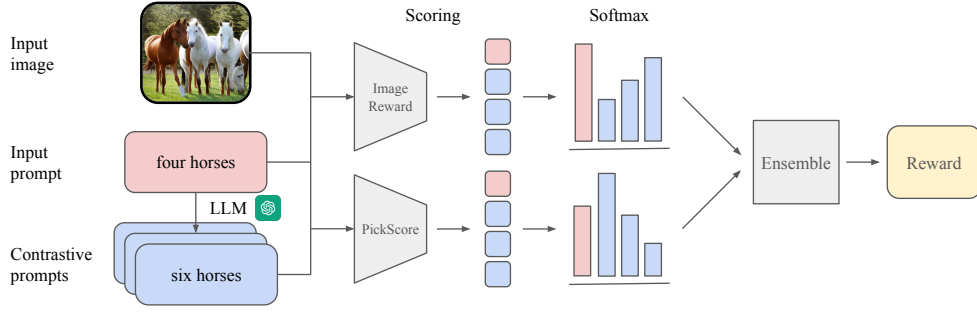 Scoring
Softmax
Input
image
Image
Reward
Input
prompt
four horses
LLM
Ensemble
Reward
PickScore
Contrastive
prompts
six horses